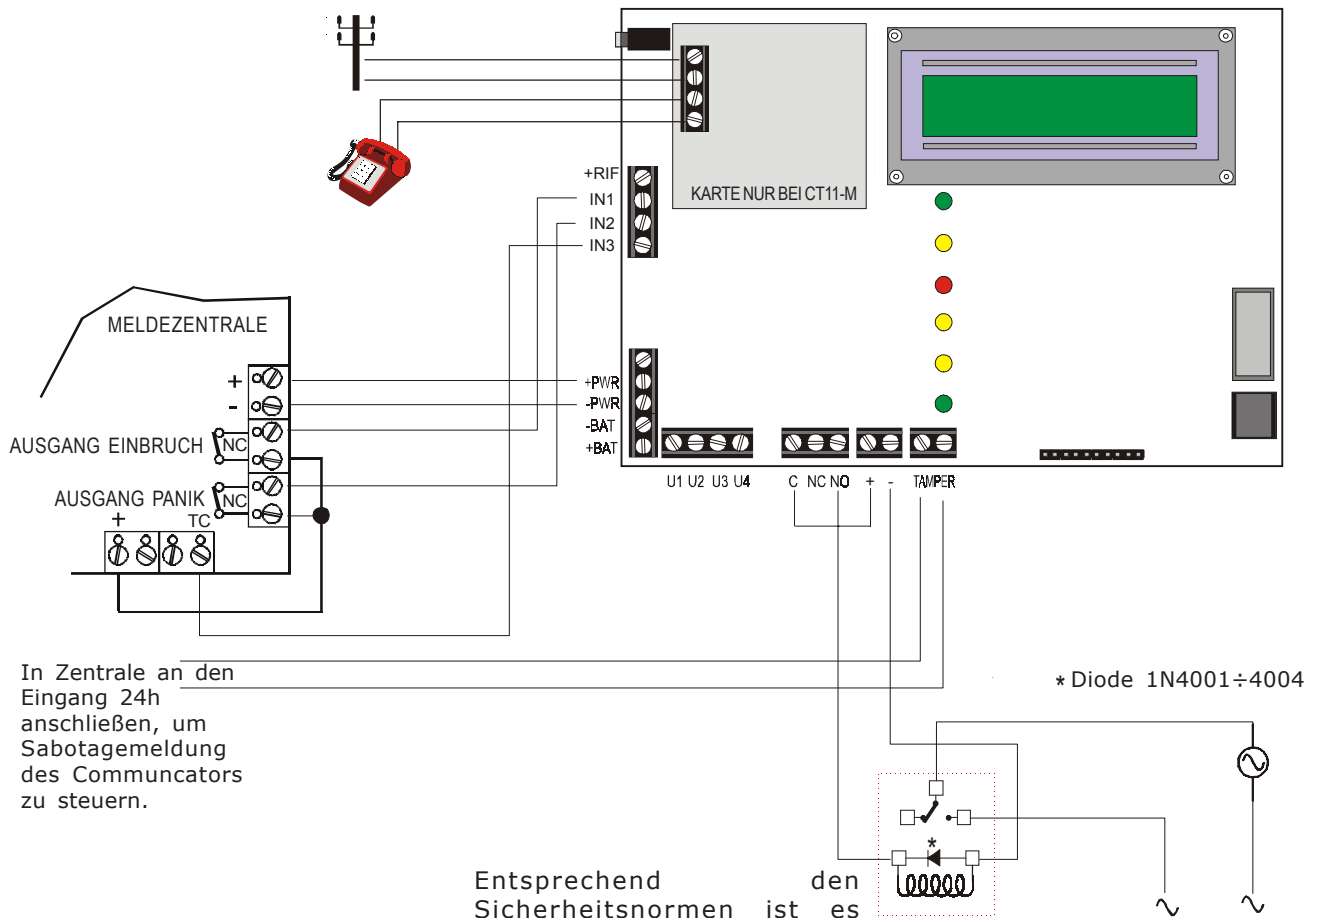 KARTE NUR BEI CT11-M
+RIF
IN1
IN2
IN3
MELDEZENTRALE
+
-
AUSGANG EINBRUCH
NC
AUSGANG PANIK
NC
+
TC
+PWR
-PWR
-BAT
+BAT
U1 U2 U3 U4
C NC NO + - TAMPER
In Zentrale an den
Eingang 24h
anschließen, um
Sabotagemeldung
des Communcators
zu steuern.
* Diode 1N4001÷4004
*
Entsprechend den
Sicherheitsnormen ist es